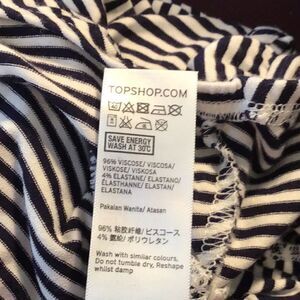 TOPSHOP.COM
SAVE ENERGY
WASH AT 30°C
96% VISCOSE/ VISCOSA/
VISKOSE/ VISKOSA
4% ELASTANE/ ELASTANO/
ELASTHANNE/ ELASTAN/
ELASTANA
Pakaian Wanita/ Atasan
96% 粘胶纤维/ ビスコース
4% 氨纶/ ポリウレタン
Wash with similar colours.
Do not tumble dry, Reshape
whilst damp